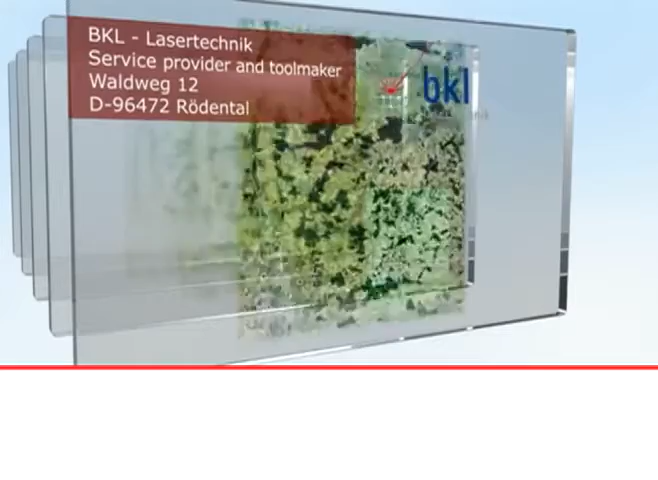 BKL - Lasertechnik
Service provider and toolmaker
Waldweg 12
D-96472 Rödental
bkl